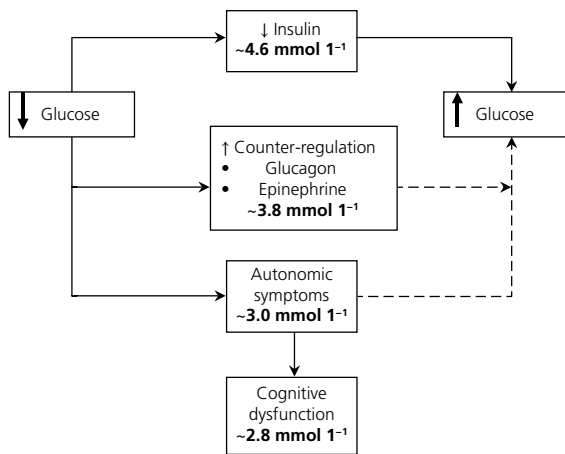 ↓ Insulin
~4.6 mmol 1⁻¹
↓ Glucose
↑ Glucose
↑ Counter-regulation
• Glucagon
• Epinephrine
~3.8 mmol 1⁻¹
Autonomic
symptoms
~3.0 mmol 1⁻¹
Cognitive
dysfunction
~2.8 mmol 1⁻¹